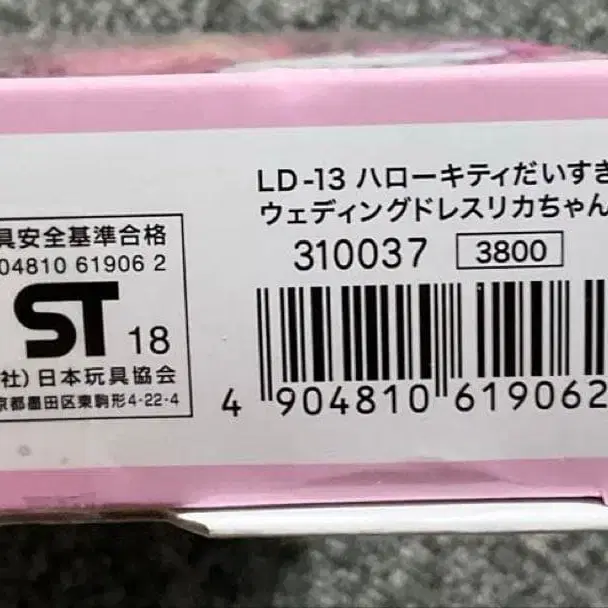 LD-13 ハローキティだいすき
ウェディングドレスリカちゃん
310037 3800
4 904810 619062
具安全基準合格
04810 61906 2
ST 18
社) 日本玩具協会
京都墨田区東駒形4-22-4